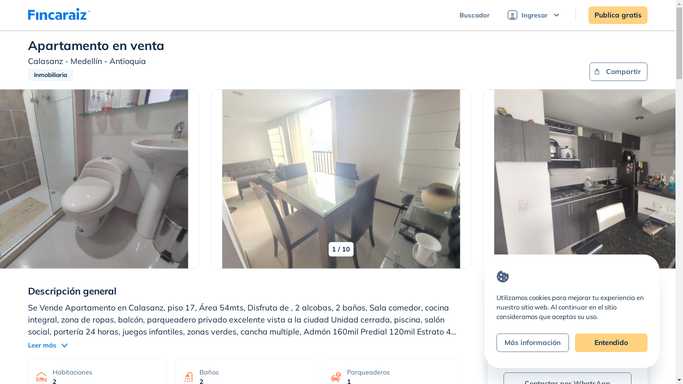 Fincaraiz
Buscador
Ingresar
Publica gratis
Apartamento en venta
Calasanz - Medellín - Antioquia
Inmobiliaria
Compartir
1 / 10
Descripción general
Se Vende Apartamento en Calasanz, piso 17, Área 54mts, Disfruta de , 2 alcobas, 2 baños, Sala comedor, cocina
integral, zona de ropas, balcón, parqueadero privado excelente vista a la ciudad Unidad cerrada, piscina, salón
social, portería 24 horas, juegos infantiles, zonas verdes, cancha multiple, Admón 160mil Predial 120mil Estrato 4...
Leer más
Habitaciones
2
Baños
2
Parqueaderos
1
Utilizamos cookies para mejorar tu experiencia en
nuestro sitio web. Al continuar en el sitio
consideramos que aceptas su uso.
Más información
Entendido
Contactar por WhatsApp